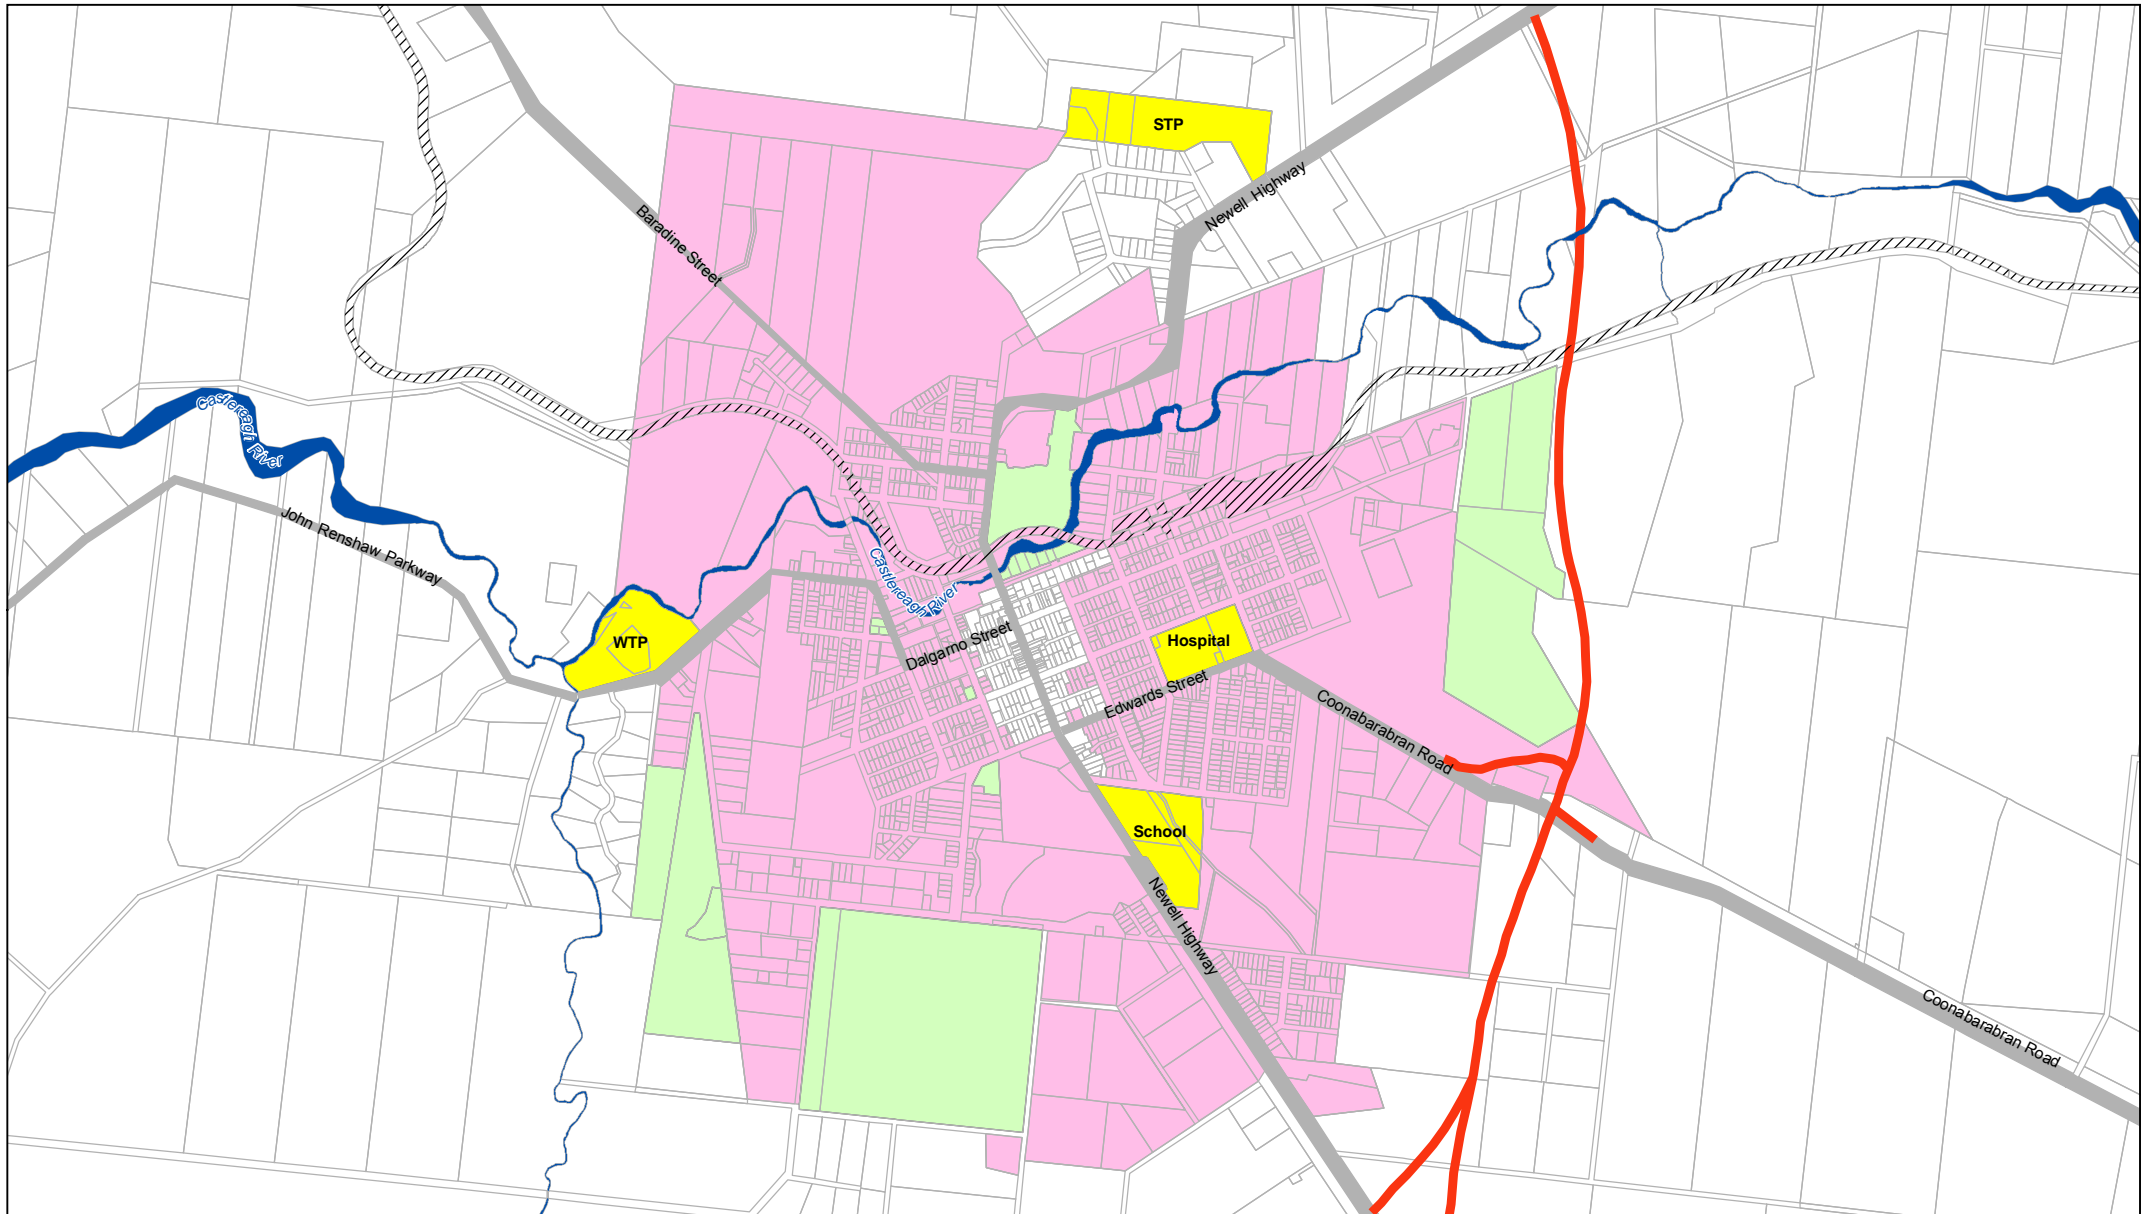 STP
Newell Highway
Baradine Street
Castlereagh River
John Renshaw Parkway
Castlereagh River
WTP
Dalgarno Street
Hospital
Edwards Street
Coonabarabran Road
School
Newell Highway
Coonabarabran Road